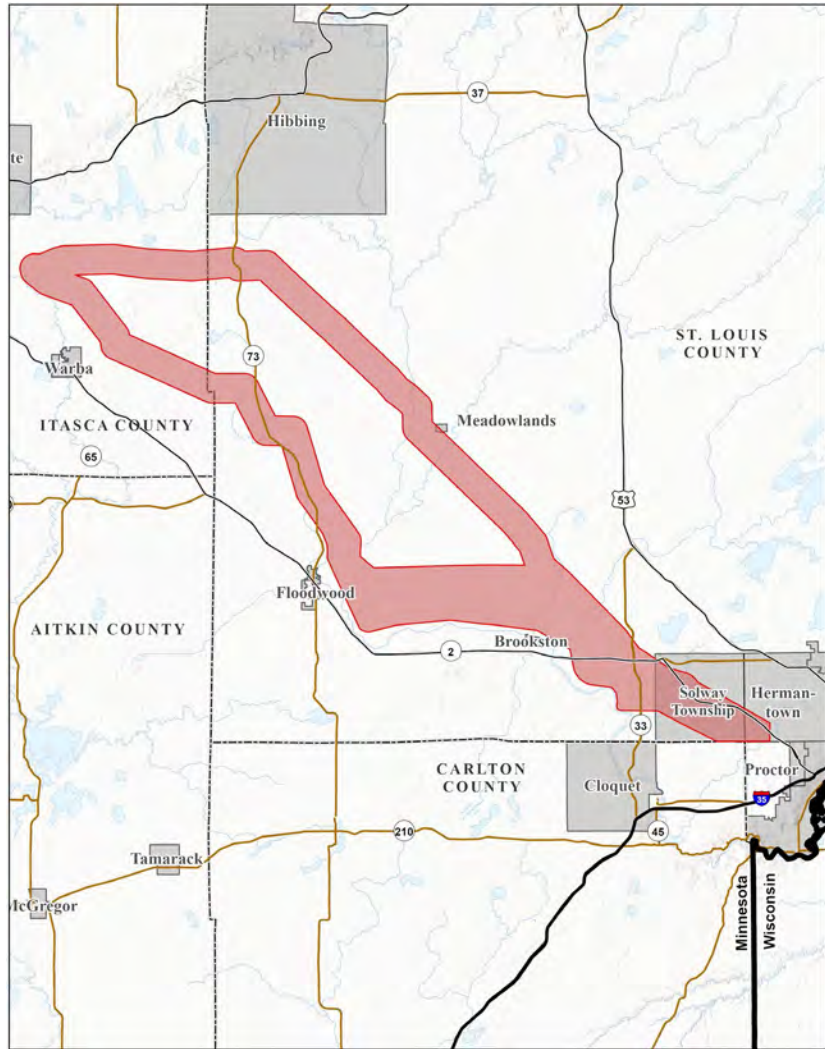 37
Hibbing
te
ST. LOUIS
COUNTY
73
Warba
Meadowlands
ITASCA COUNTY
65
53
Floodwood
AITKIN COUNTY
Brookston
2
Solway
Township
Herman-
town
33
CARLTON
COUNTY
Cloquet
Proctor
35
210
45
Tamarack
McGregor
Minnesota
Wisconsin